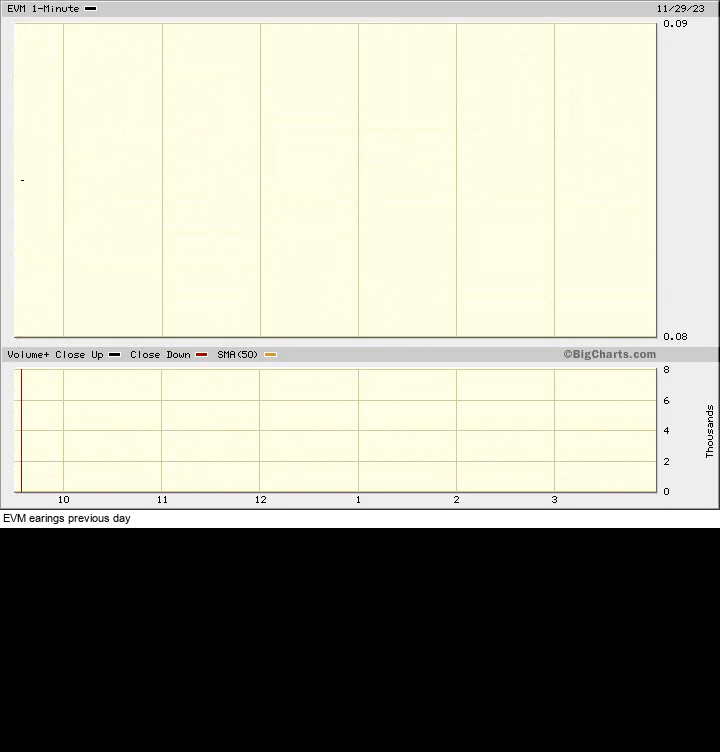 EVM 1-Minute 11/29/23
0.09
0.08
Volume+ Close Up Close Down SMA(50) ©BigCharts.com
8
6
4
2
0
Thousands
10 11 12 1 2 3
EVM earings previous day